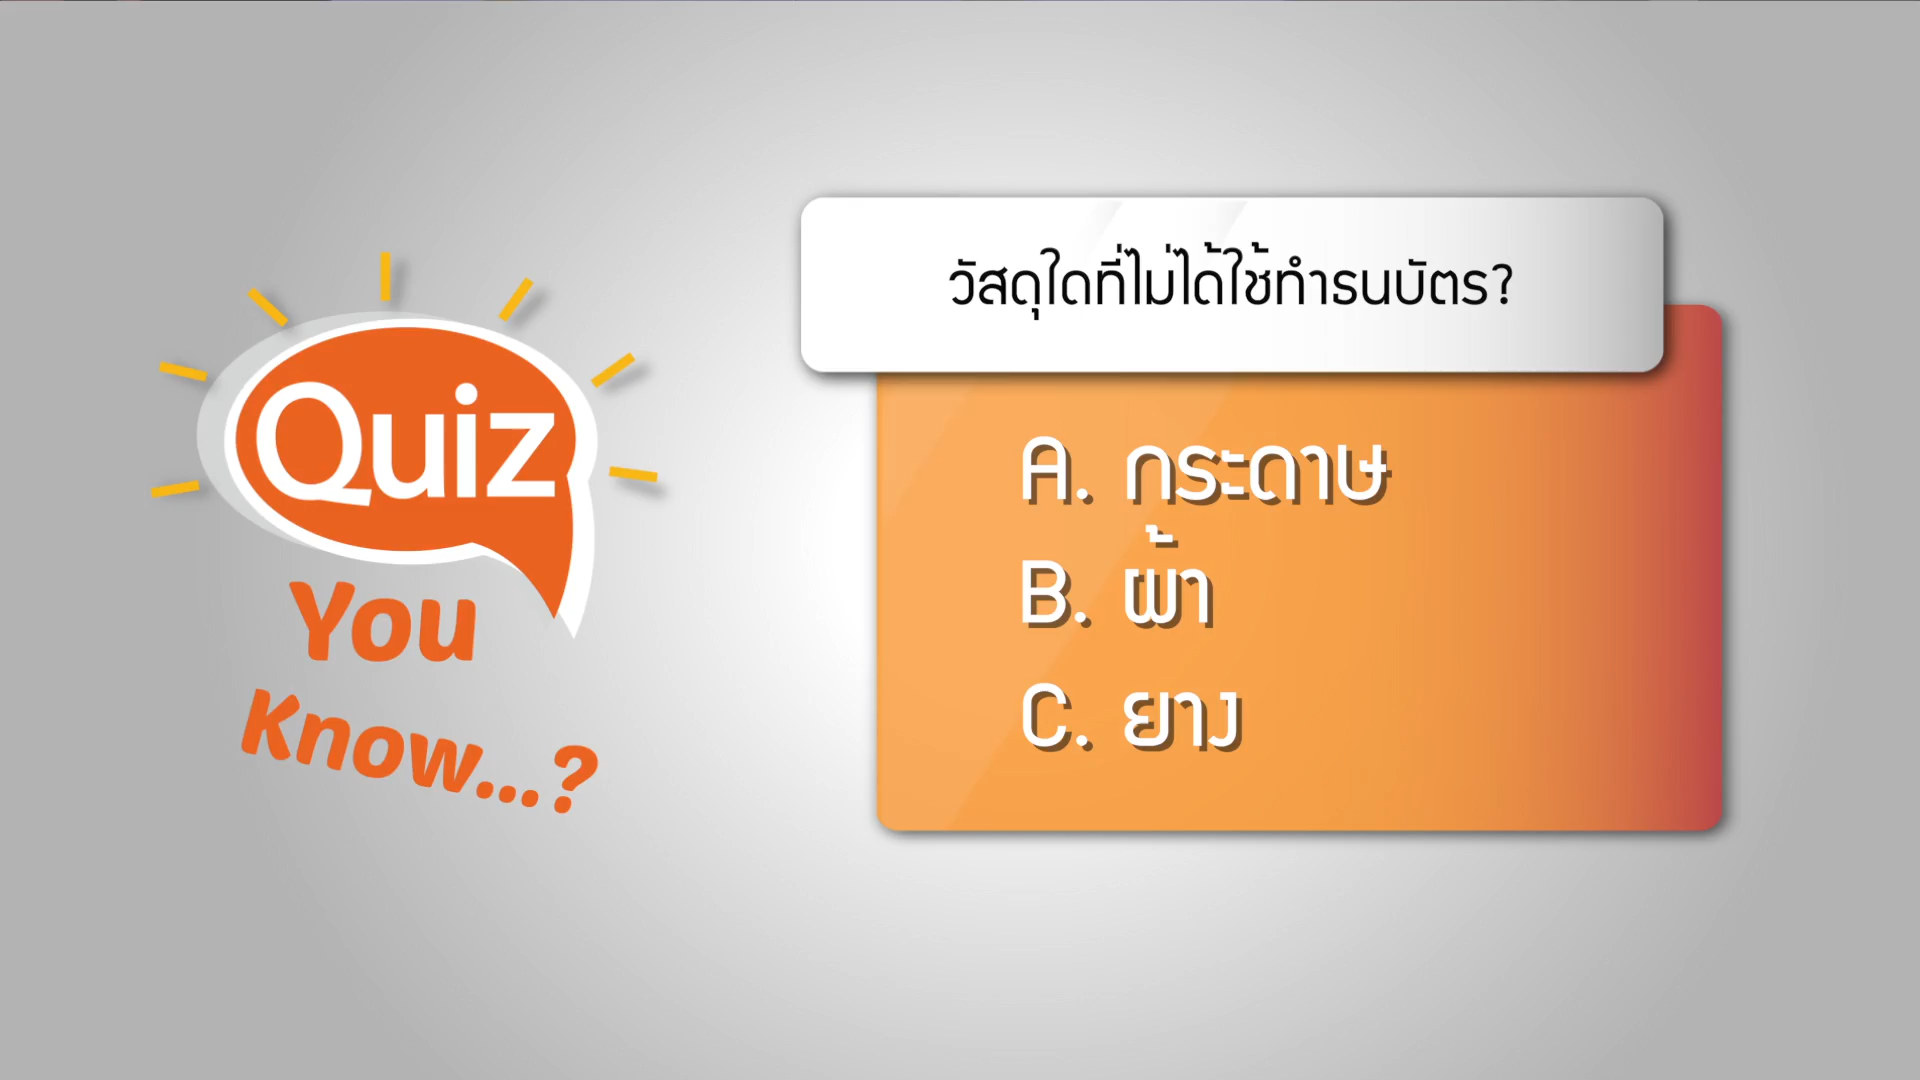 Quiz
You
Know...?
วัสดุใดที่ไม่ได้ใช้ทำธนบัตร?
A. กระดาษ
B. ผ้า
C. ยาง